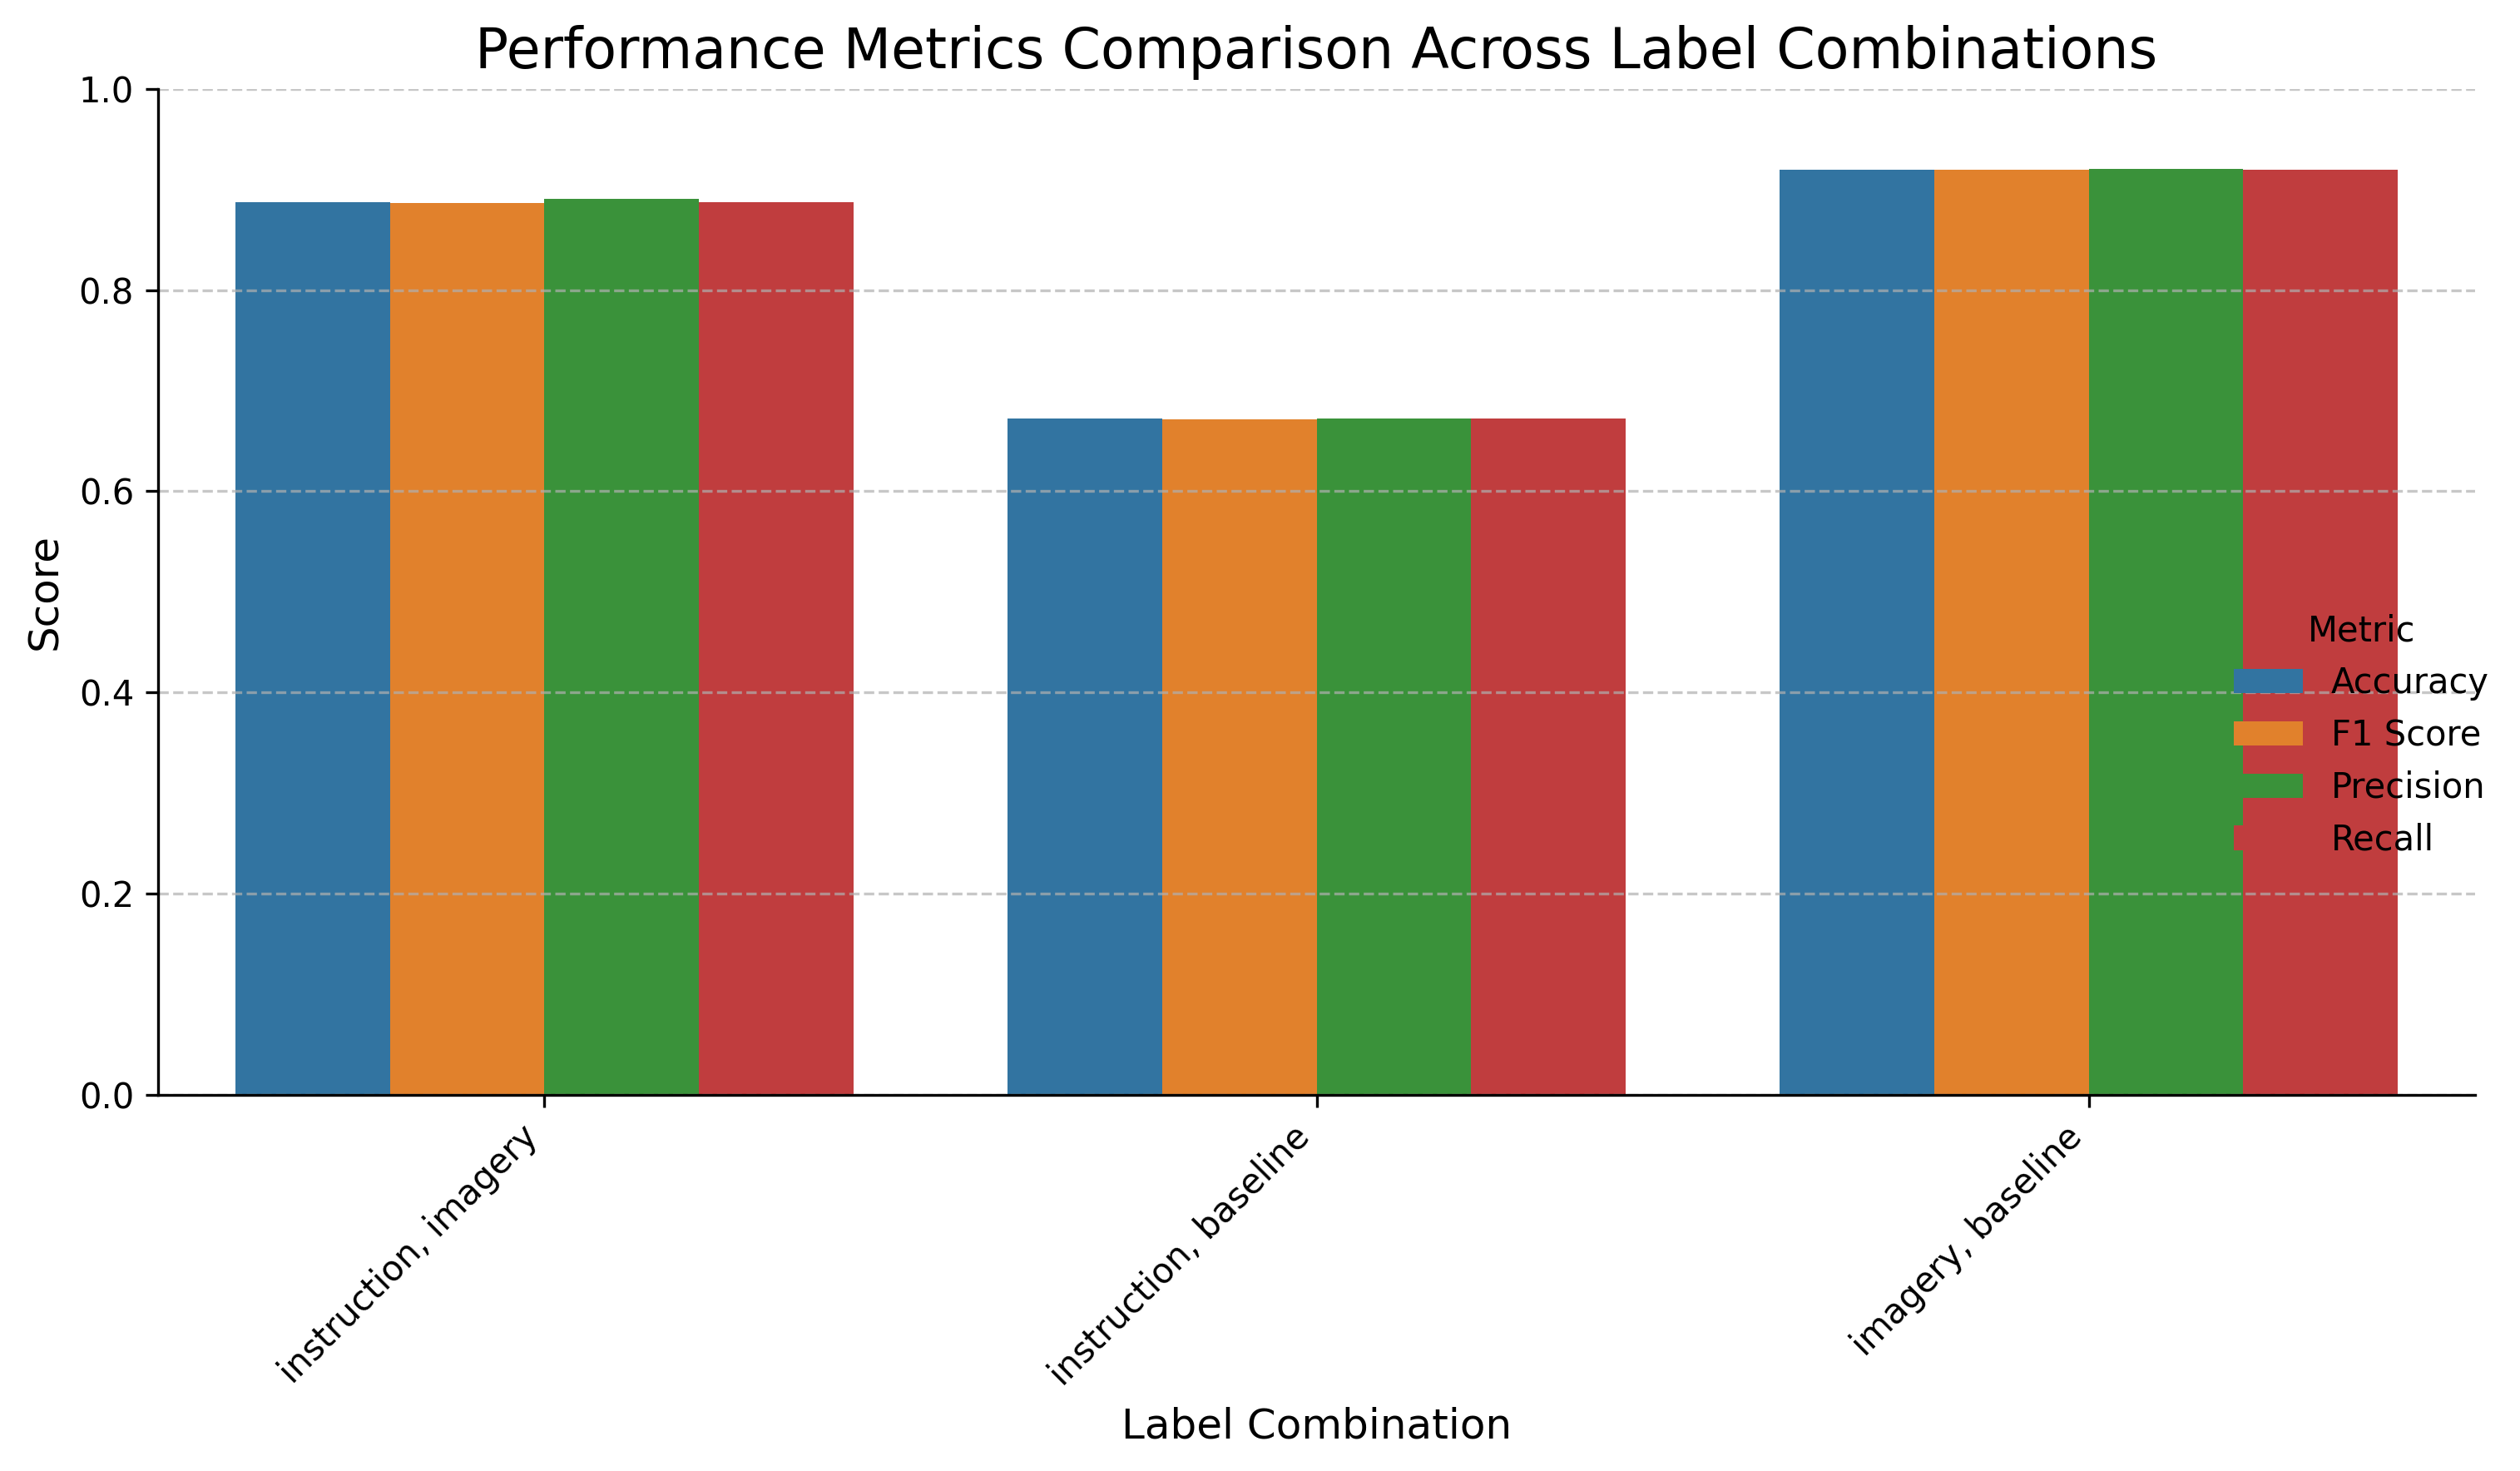 Performance Metrics Comparison Across Label Combinations
1.0
0.8
0.6
0.4
0.2
0.0
Score
Metric
Accuracy
F1 Score
Precision
Recall
instruction, imagery
instruction, baseline
imagery, baseline
Label Combination